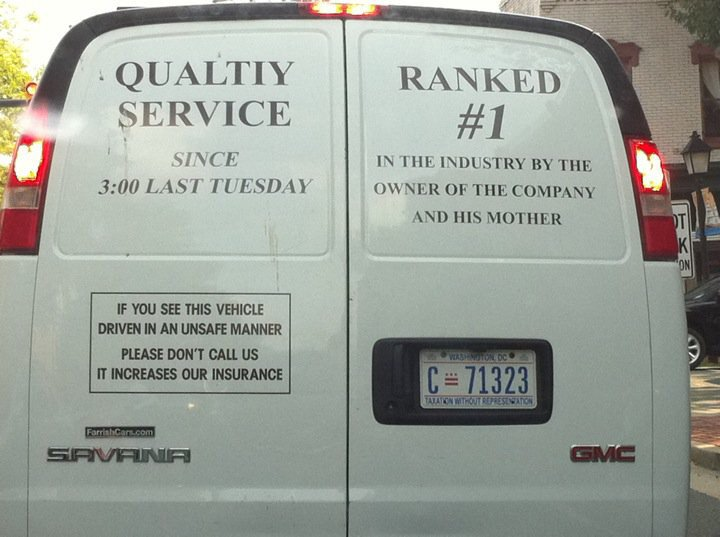 QUALTIY
SERVICE
SINCE
3:00 LAST TUESDAY
RANKED
#1
IN THE INDUSTRY BY THE
OWNER OF THE COMPANY
AND HIS MOTHER
IF YOU SEE THIS VEHICLE
DRIVEN IN AN UNSAFE MANNER
PLEASE DON'T CALL US
IT INCREASES OUR INSURANCE
WASHINGTON, DC
C 71323
TAXATION WITHOUT REPRESENTATION
FarrishCars.com
SAVANA
GMC